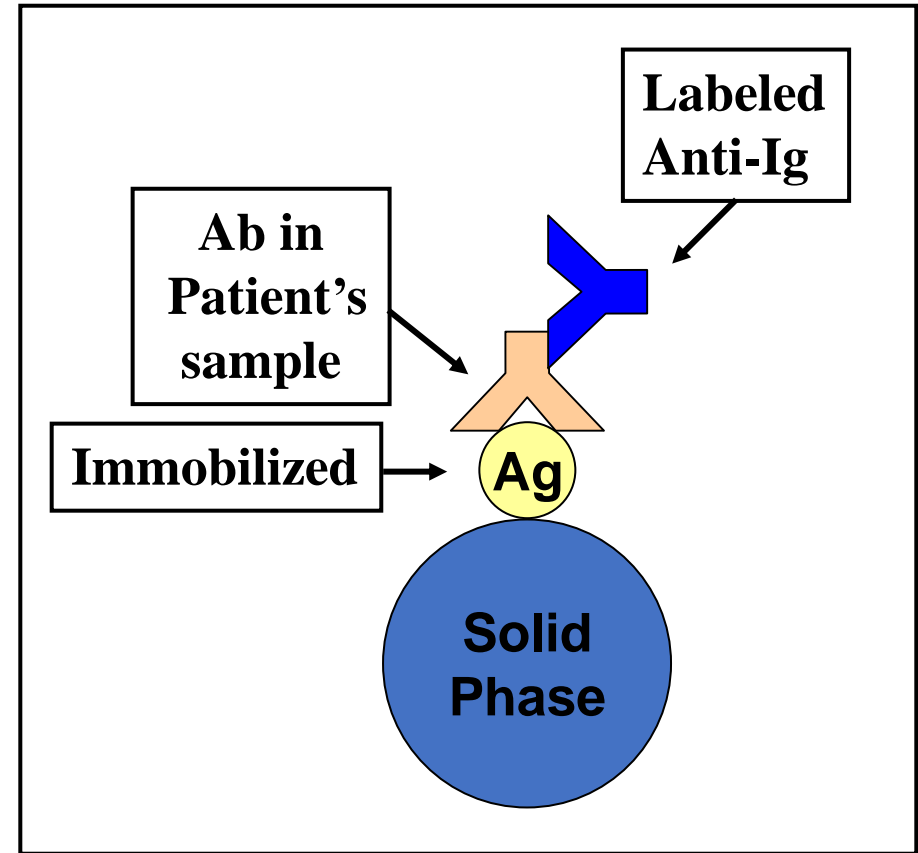 Labeled
Anti-Ig
Ab in
Patient’s
sample
Immobilized
Ag
Solid
Phase